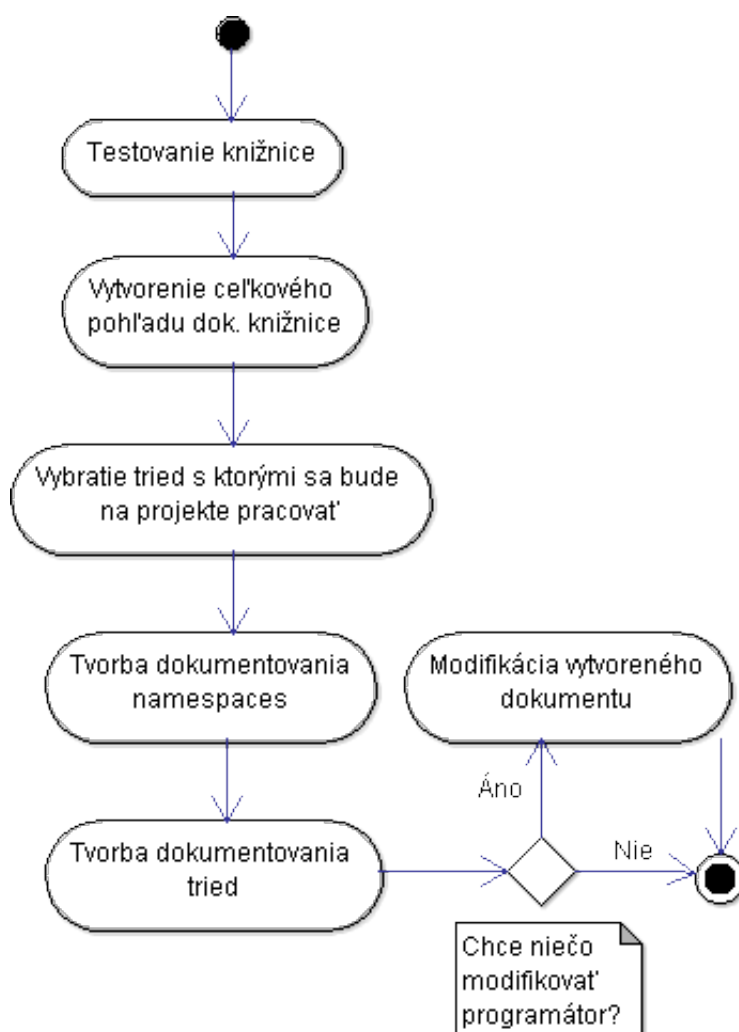 Testovanie knižnice
Vytvorenie ceľkového
pohľadu dok. knižnice
Vybratie tried s ktorými sa bude
na projekte pracovať
Tvorba dokumentovania
namespaces
Modifikácia vytvoreného
dokumentu
Áno
Nie
Tvorba dokumentovania
tried
Chce niečo
modifikovať
programátor?